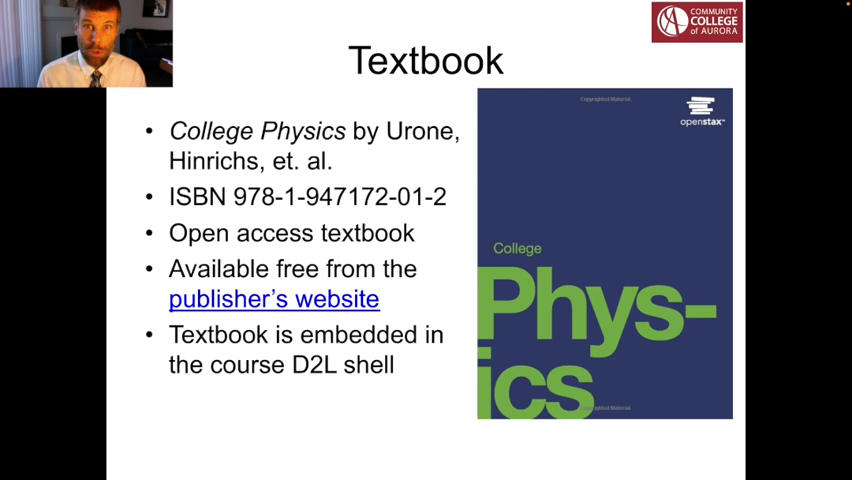 COMMUNITY
COLLEGE
of AURORA
Textbook
• College Physics by Urone,
Hinrichs, et. al.
• ISBN 978-1-947172-01-2
• Open access textbook
• Available free from the
publisher’s website
• Textbook is embedded in
the course D2L shell
Copyrighted Material
openstax™
College
Phys-
ics
Copyrighted Material